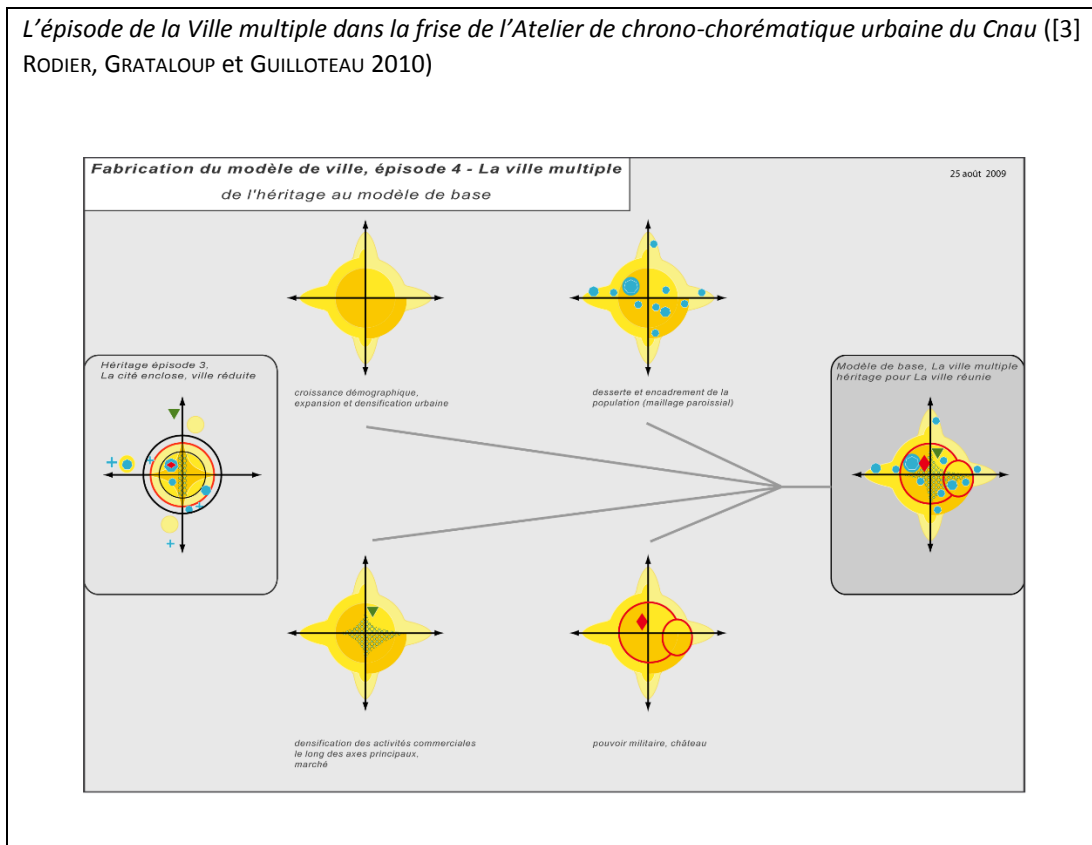 L’épisode de la Ville multiple dans la frise de l’Atelier de chrono-chorématique urbaine du Cnau ([3]
RODIER, GRATALOUP et GUILLOTEAU 2010)
Fabrication du modèle de ville, épisode 4 - La ville multiple
de l'héritage au modèle de base
25 août 2009
Héritage épisode 3,
La cité enclose, ville réduite
croissance démographique,
expansion et densification urbaine
desserte et encadrement de la
population (maillage paroissial)
Modèle de base, La ville multiple
héritage pour La ville réunie
densification des activités commerciales
le long des axes principaux,
marché
pouvoir militaire, château